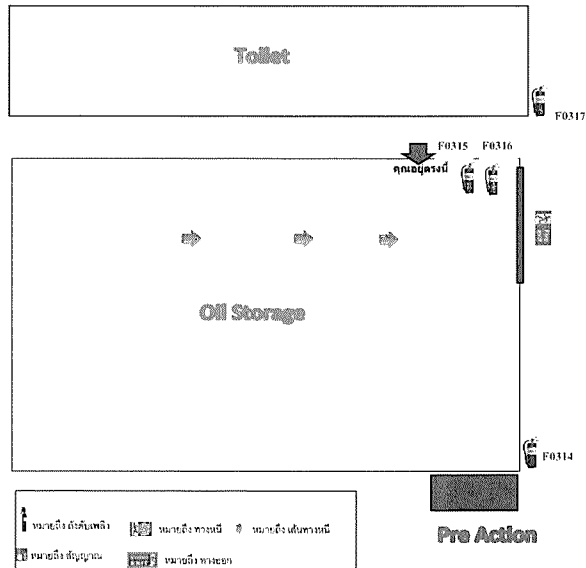 Toilet
F0317
F0315 F0316
คุณอยู่ตรงนี้
Oil Storage
F0314
Pre Action
หมายถึง ถังดับเพลิง
หมายถึง ทางหนี
หมายถึง เส้นทางหนี
หมายถึง สัญญาณ
หมายถึง ทางออก